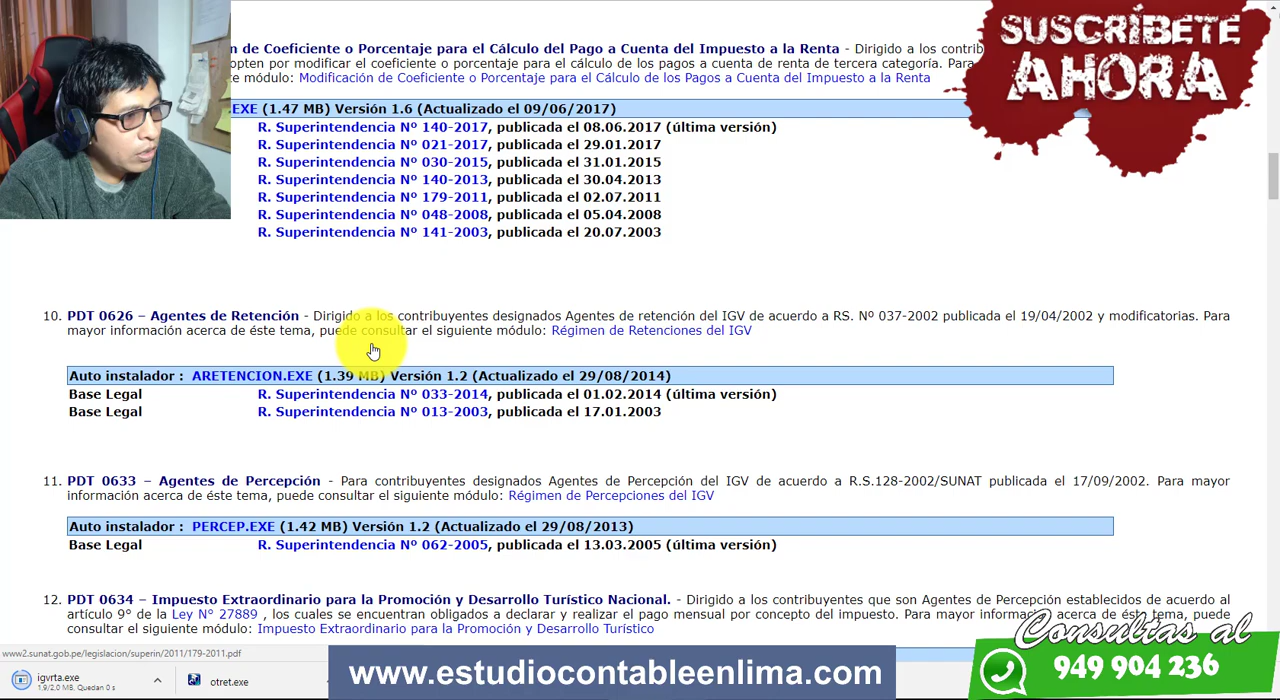 SUSCRÍBETE
AHORA
n de Coeficiente o Porcentaje para el Cálculo del Pago a Cuenta del Impuesto a la Renta - Dirigido a los contrib
opten por modificar el coeficiente o porcentaje para el cálculo de los pagos a cuenta de renta de tercera categoría. Para
e módulo: Modificación de Coeficiente o Porcentaje para el Cálculo de los Pagos a Cuenta del Impuesto a la Renta
.EXE (1.47 MB) Versión 1.6 (Actualizado el 09/06/2017)
R. Superintendencia Nº 140-2017, publicada el 08.06.2017 (última versión)
R. Superintendencia Nº 021-2017, publicada el 29.01.2017
R. Superintendencia Nº 030-2015, publicada el 31.01.2015
R. Superintendencia Nº 140-2013, publicada el 30.04.2013
R. Superintendencia Nº 179-2011, publicada el 02.07.2011
R. Superintendencia Nº 048-2008, publicada el 05.04.2008
R. Superintendencia Nº 141-2003, publicada el 20.07.2003
10. PDT 0626 – Agentes de Retención - Dirigido a los contribuyentes designados Agentes de retención del IGV de acuerdo a RS. Nº 037-2002 publicada el 19/04/2002 y modificatorias. Para
mayor información acerca de éste tema, puede consultar el siguiente módulo: Régimen de Retenciones del IGV
Auto instalador : ARETENCION.EXE (1.39 MB) Versión 1.2 (Actualizado el 29/08/2014)
Base Legal R. Superintendencia Nº 033-2014, publicada el 01.02.2014 (última versión)
Base Legal R. Superintendencia Nº 013-2003, publicada el 17.01.2003
11. PDT 0633 – Agentes de Percepción - Para contribuyentes designados Agentes de Percepción del IGV de acuerdo a R.S.128-2002/SUNAT publicada el 17/09/2002. Para mayor
información acerca de éste tema, puede consultar el siguiente módulo: Régimen de Percepciones del IGV
Auto instalador : PERCEP.EXE (1.42 MB) Versión 1.2 (Actualizado el 29/08/2013)
Base Legal R. Superintendencia Nº 062-2005, publicada el 13.03.2005 (última versión)
12. PDT 0634 – Impuesto Extraordinario para la Promoción y Desarrollo Turístico Nacional. - Dirigido a los contribuyentes que son Agentes de Percepción establecidos de acuerdo al
artículo 9° de la Ley N° 27889 , los cuales se encuentran obligados a declarar y realizar el pago mensual por concepto del impuesto. Para mayor acerca de éste tema, puede
consultar el siguiente módulo: Impuesto Extraordinario para la Promoción y Desarrollo Turístico
Consultas al
949 904 236
www2.sunat.gob.pe/legislacion/superin/2011/179-2011.pdf
igvrta.exe
1.9/2.0 MB, Quedan 0 s
otret.exe
www.estudiocontableenlima.com